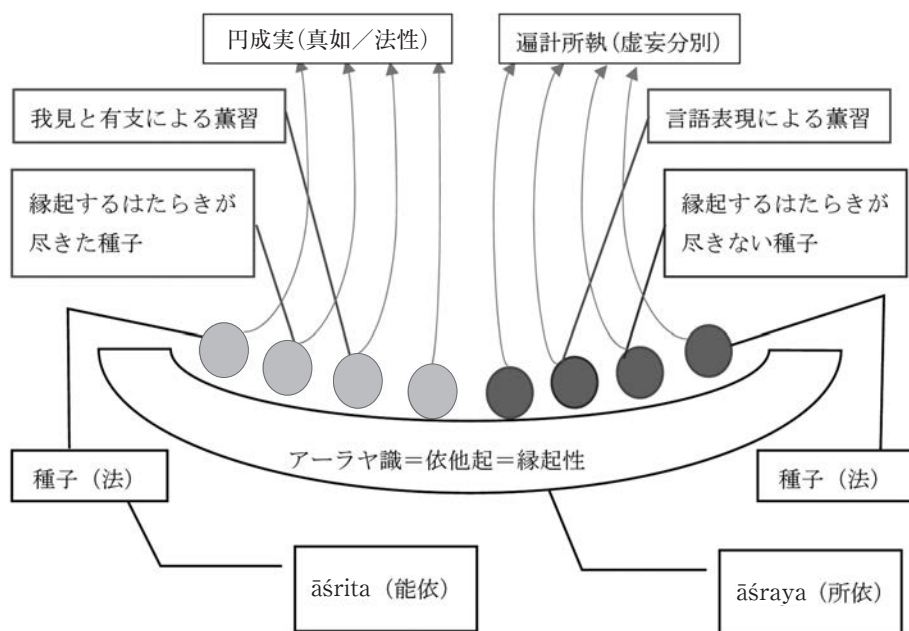 円成実(真如／法性)
遍計所執(虚妄分別)
我見と有支による薫習
言語表現による薫習
縁起するはたらきが
尽きた種子
縁起するはたらきが
尽きない種子
アーラヤ識＝依他起＝縁起性
種子（法）
種子（法）
āśrita（能依）
āśraya（所依）